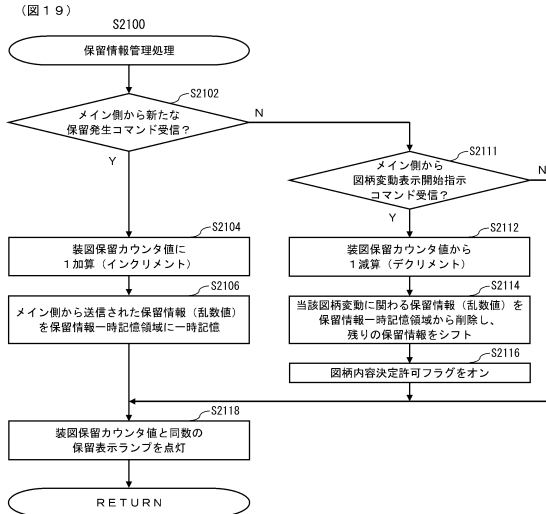 （図１９）
S2100
保留情報管理処理
S2102
メイン側から新たな
保留発生コマンド受信？
N
Y
S2111
メイン側から
図柄変動表示開始指示
コマンド受信？
N
Y
S2104
装図保留カウンタ値に
１加算（インクリメント）
S2112
装図保留カウンタ値から
１減算（デクリメント）
S2106
メイン側から送信された保留情報（乱数値）
を保留情報一時記憶領域に一時記憶
S2114
当該図柄変動に関わる保留情報（乱数値）を
保留情報一時記憶領域から削除し、
残りの保留情報をシフト
S2116
図柄内容決定許可フラグをオン
S2118
装図保留カウンタ値と同数の
保留表示ランプを点灯
ＲＥＴＵＲＮ